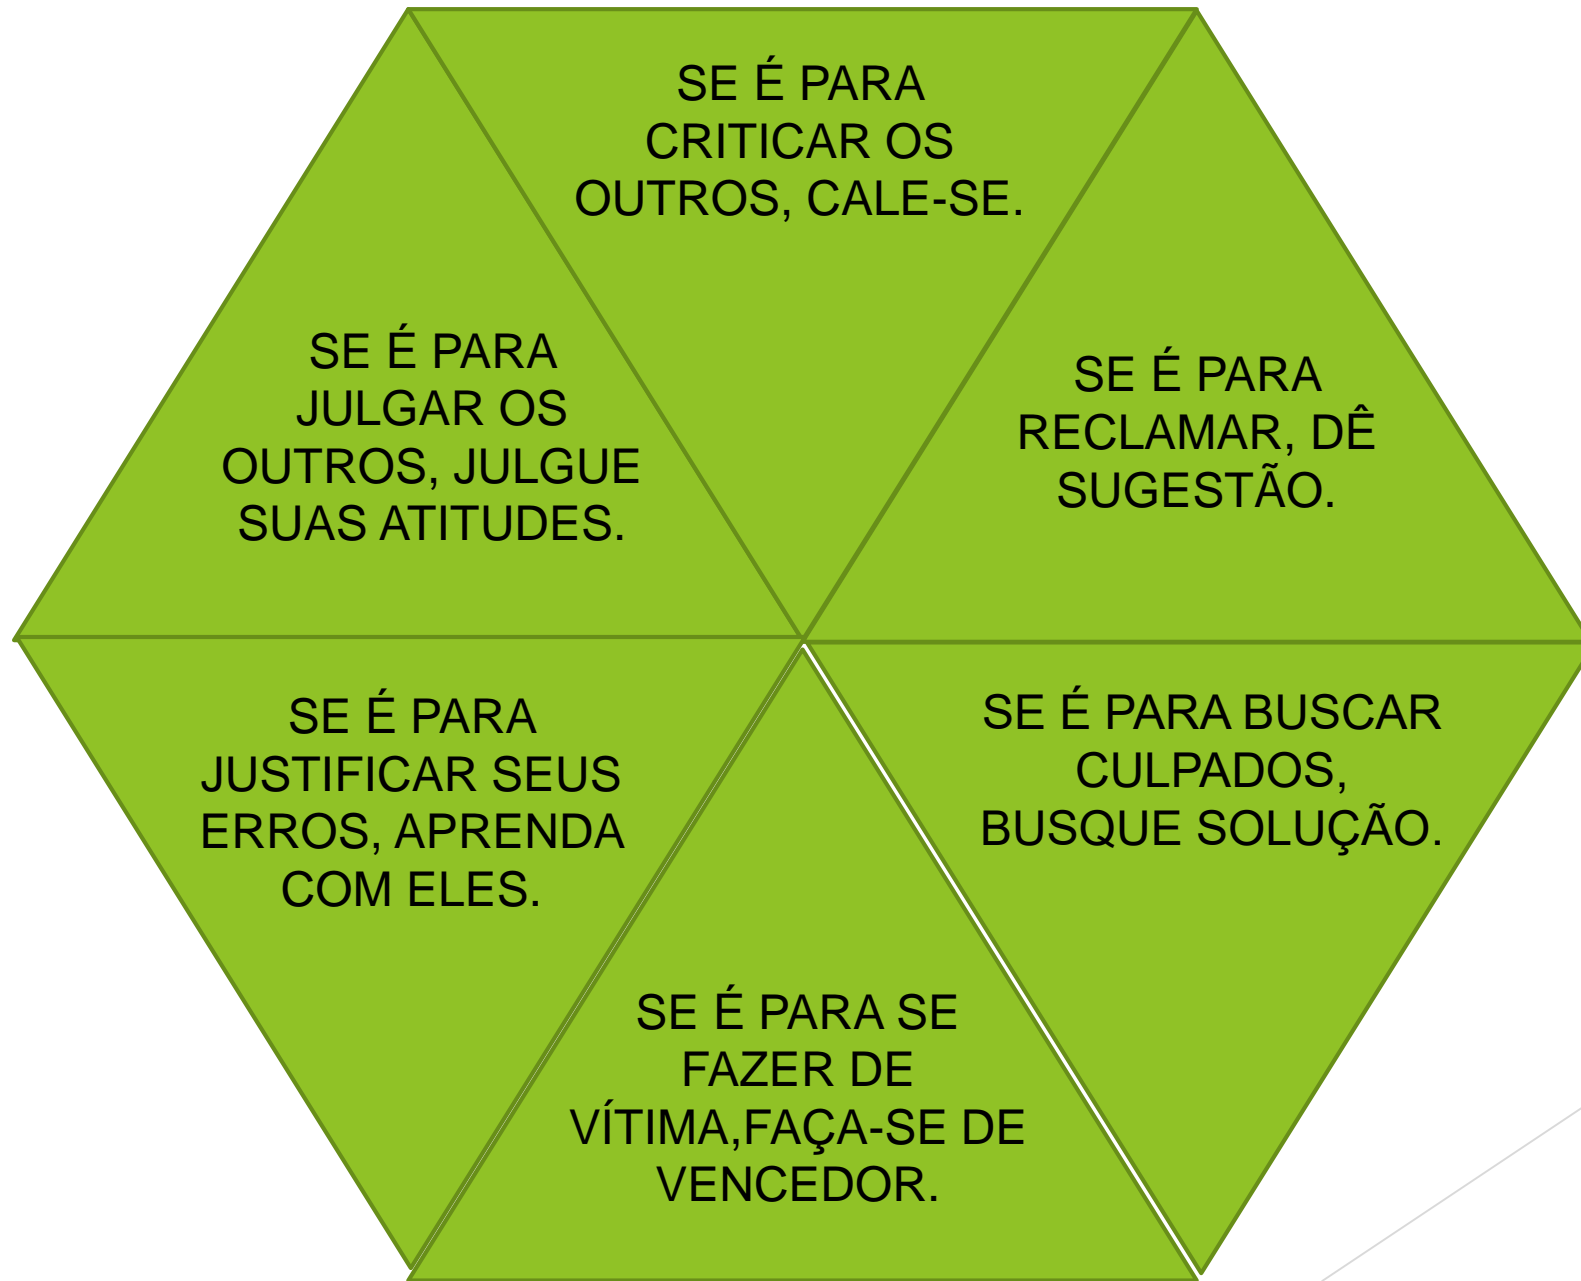 SE É PARA
CRITICAR OS
OUTROS, CALE-SE.
SE É PARA
RECLAMAR, DÊ
SUGESTÃO.
SE É PARA BUSCAR
CULPADOS,
BUSQUE SOLUÇÃO.
SE É PARA SE
FAZER DE
VÍTIMA,FAÇA-SE DE
VENCEDOR.
SE É PARA
JUSTIFICAR SEUS
ERROS, APRENDA
COM ELES.
SE É PARA
JULGAR OS
OUTROS, JULGUE
SUAS ATITUDES.